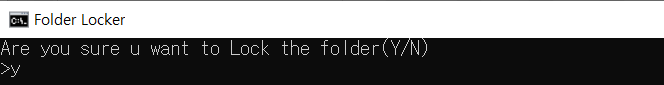 Folder Locker
Are you sure u want to Lock the folder(Y/N)
>y